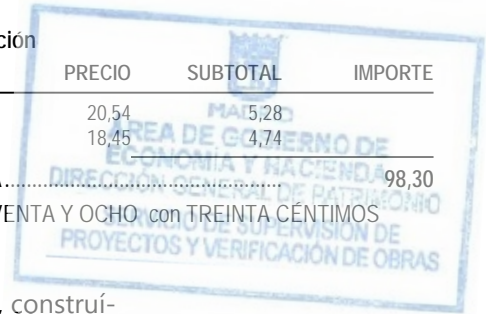 ción
PRECIO SUBTOTAL IMPORTE
20,54 5,28
18,45 4,74
A................................................ 98,30
VENTA Y OCHO con TREINTA CÉNTIMOS
, construí-
MADRID
ÁREA DE GOBIERNO DE
ECONOMÍA Y HACIENDA
DIRECCIÓN GENERAL DE PATRIMONIO
SERVICIO DE SUPERVISIÓN DE
PROYECTOS Y VERIFICACIÓN DE OBRAS